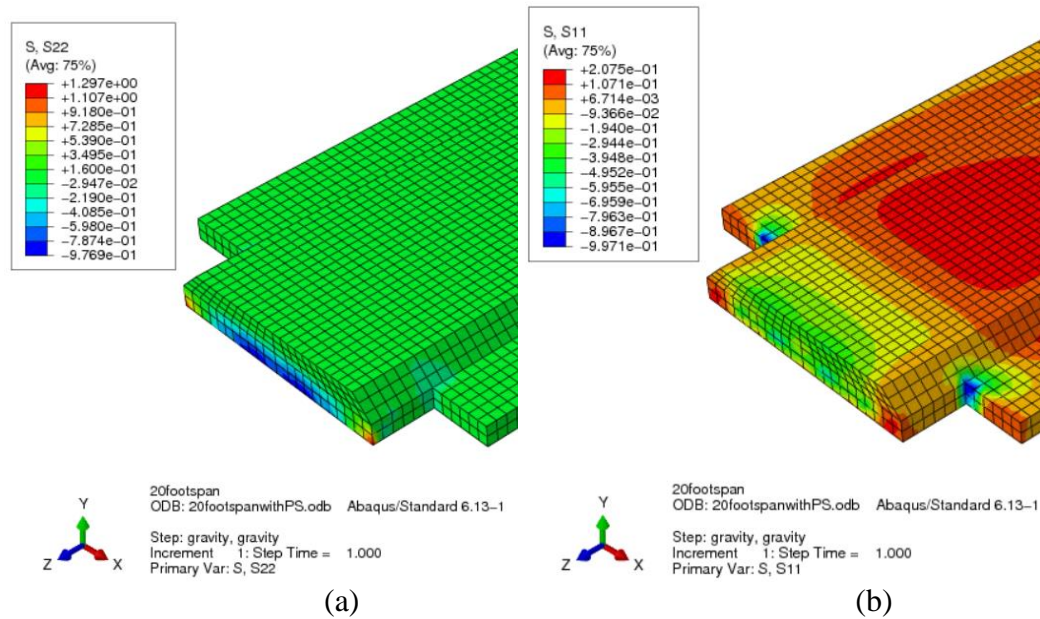 S, S22
(Avg: 75%)
+1.297e+00
+1.107e+00
+9.180e−01
+7.285e−01
+5.390e−01
+3.495e−01
+1.600e−01
−2.947e−02
−2.190e−01
−4.085e−01
−5.980e−01
−7.874e−01
−9.769e−01
20footspan
ODB: 20footspanwithPS.odb Abaqus/Standard 6.13−1
Step: gravity, gravity
Increment 1: Step Time = 1.000
Primary Var: S, S22
Y
Z
X
(a)
S, S11
(Avg: 75%)
+2.075e−01
+1.071e−01
+6.714e−03
−9.366e−02
−1.940e−01
−2.944e−01
−3.948e−01
−4.952e−01
−5.955e−01
−6.959e−01
−7.963e−01
−8.967e−01
−9.971e−01
20footspan
ODB: 20footspanwithPS.odb Abaqus/Standard 6.13−1
Step: gravity, gravity
Increment 1: Step Time = 1.000
Primary Var: S, S11
Y
Z
X
(b)